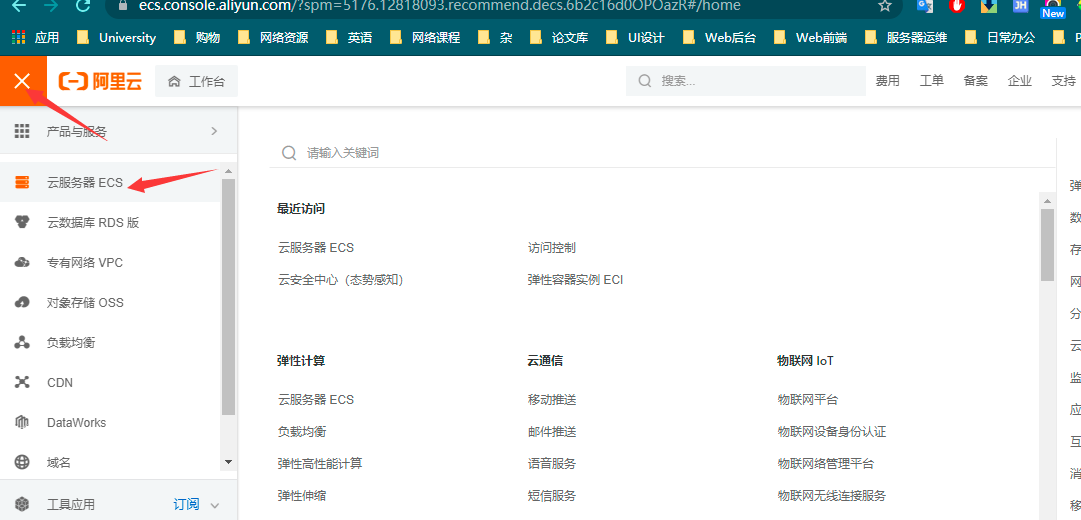 ecs.console.aliyun.com/?spm=5176.12818093.recommend.decs.6b2c16d0OPOazR#/home
JH
New
应用 University 购物 网络资源 英语 网络课程 杂 论文库 UI设计 Web后台 Web前端 服务器运维 日常办公 P
阿里云 工作台 搜索... 费用 工单 备案 企业 支持
产品与服务
请输入关键词
云服务器 ECS
云数据库 RDS 版
专有网络 VPC
对象存储 OSS
负载均衡
CDN
DataWorks
域名
工具应用 订阅
最近访问
云服务器 ECS 访问控制
云安全中心（态势感知） 弹性容器实例 ECI
弹性计算 云通信 物联网 IoT
云服务器 ECS 移动推送 物联网平台
负载均衡 邮件推送 物联网设备身份认证
弹性高性能计算 语音服务 物联网络管理平台
弹性伸缩 短信服务 物联网无线连接服务
弹
数
存
网
分
云
监
应
互
消
移